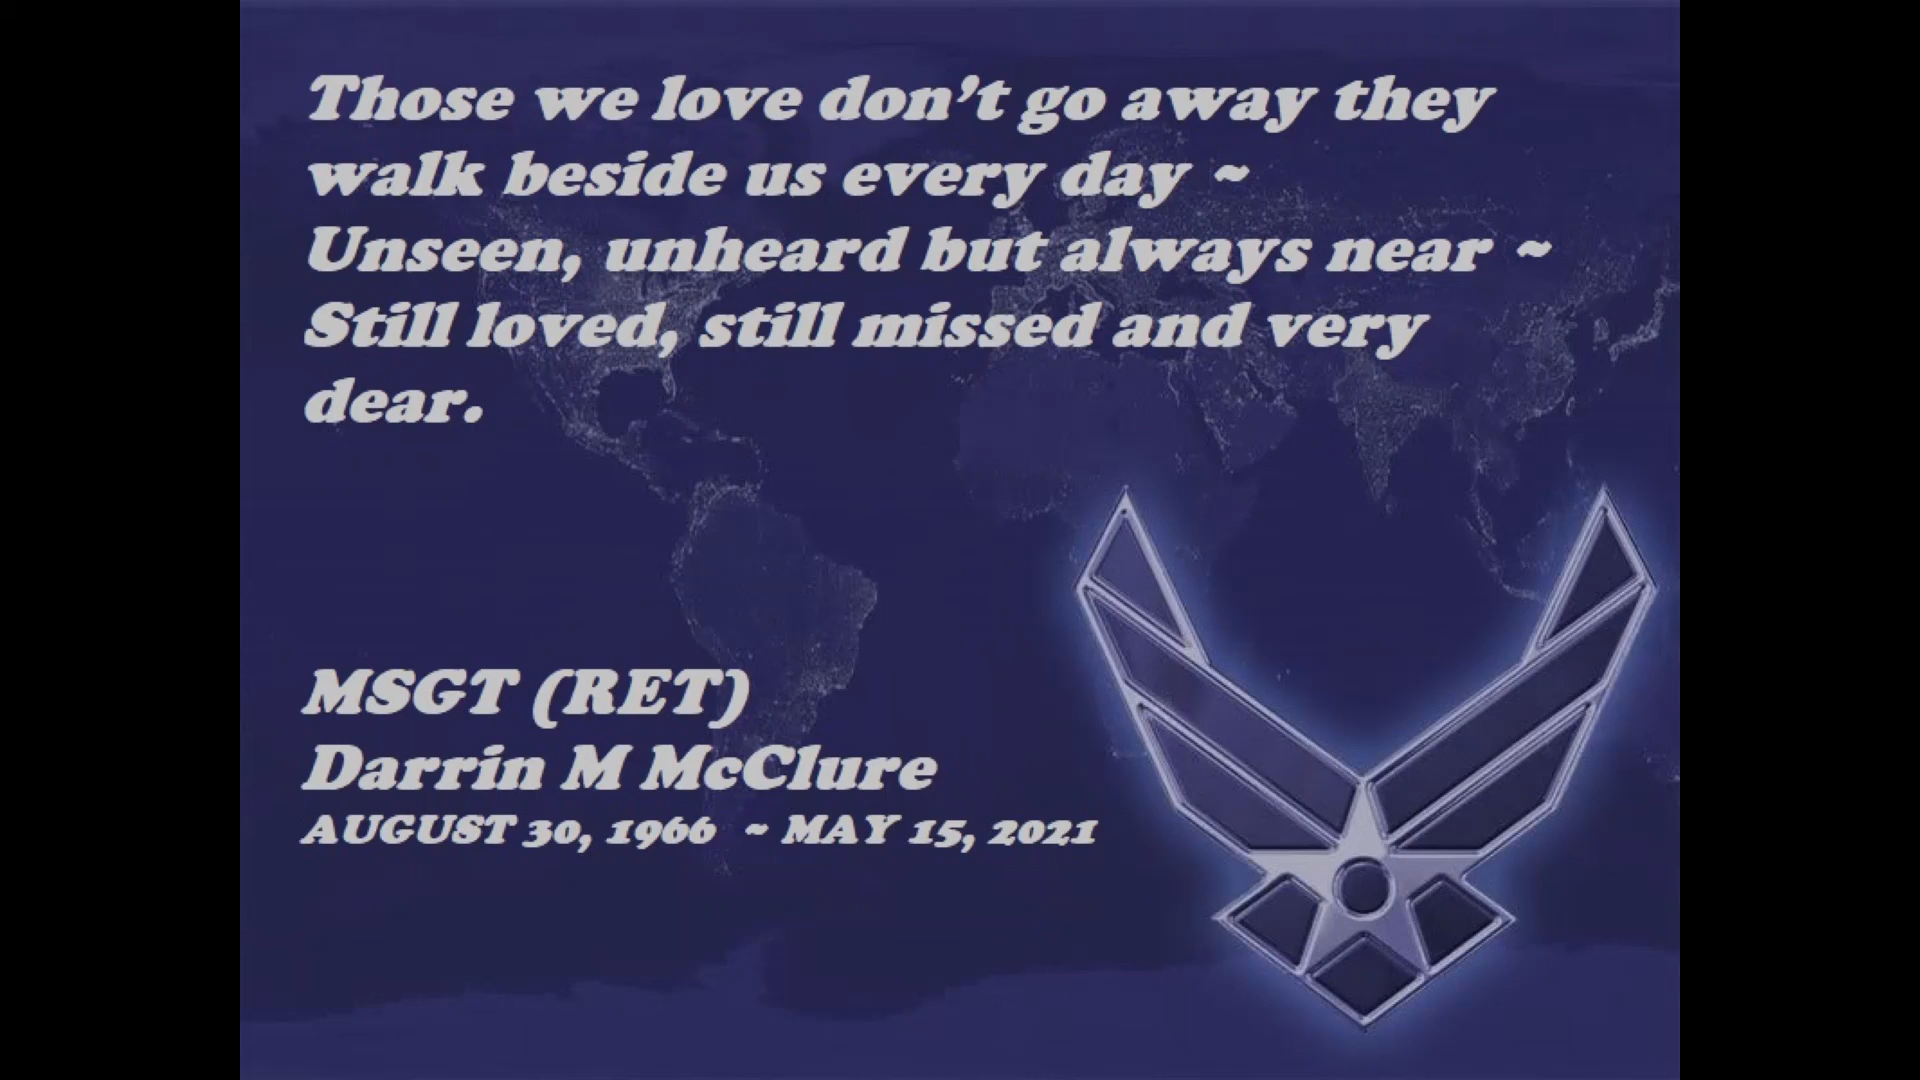 Those we love don’t go away they
walk beside us every day ~
Unseen, unheard but always near ~
Still loved, still missed and very
dear.
MSGT (RET)
Darrin M McClure
AUGUST 30, 1966 ~ MAY 15, 2021